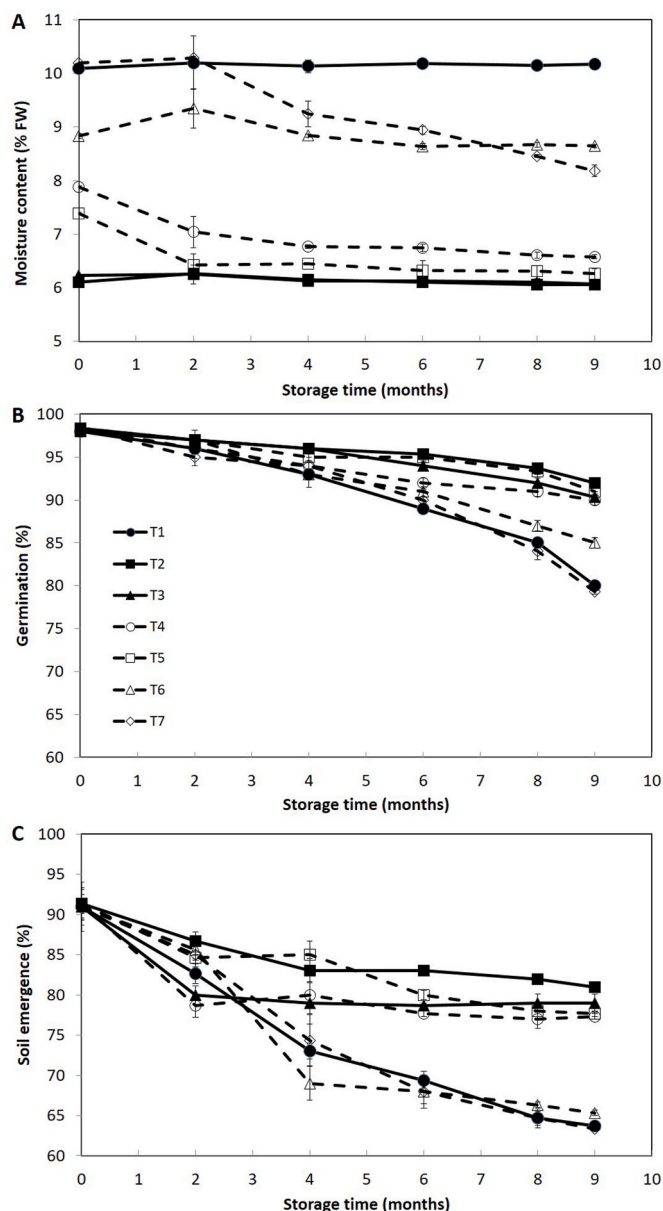 A
Moisture content (% FW)
11
10
9
8
7
6
5
0 1 2 3 4 5 6 7 8 9 10
Storage time (months)
B
Germination (%)
100
95
90
85
80
75
70
65
60
T1
T2
T3
T4
T5
T6
T7
0 1 2 3 4 5 6 7 8 9 10
Storage time (months)
C
Soil emergence (%)
100
95
90
85
80
75
70
65
60
0 1 2 3 4 5 6 7 8 9 10
Storage time (months)